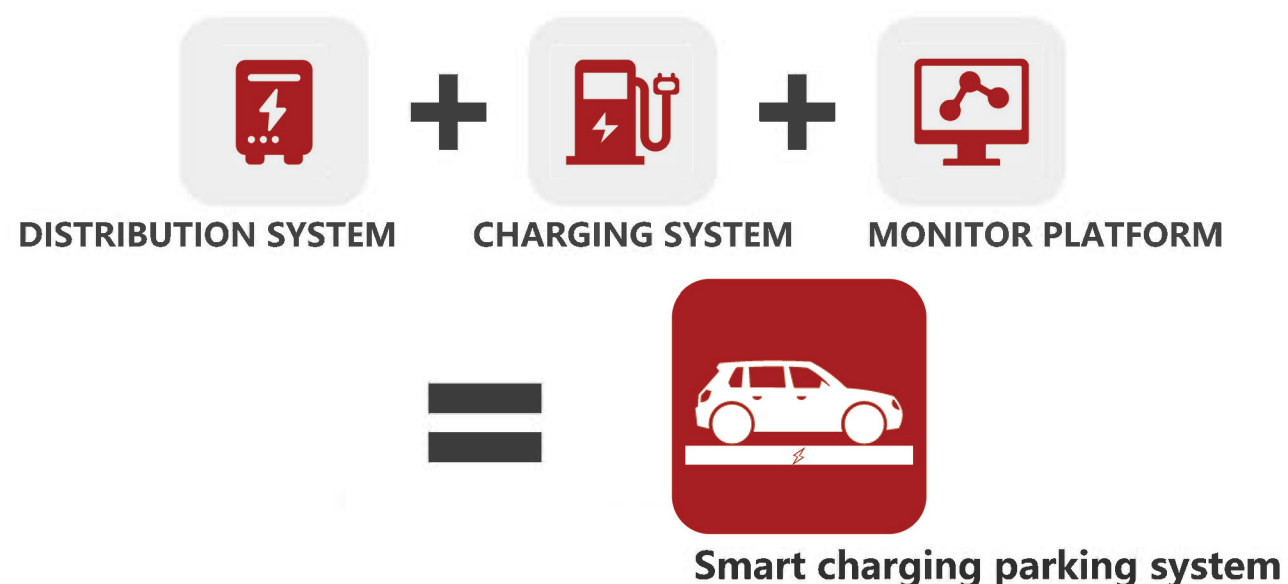 DISTRIBUTION SYSTEM
CHARGING SYSTEM
MONITOR PLATFORM
Smart charging parking system